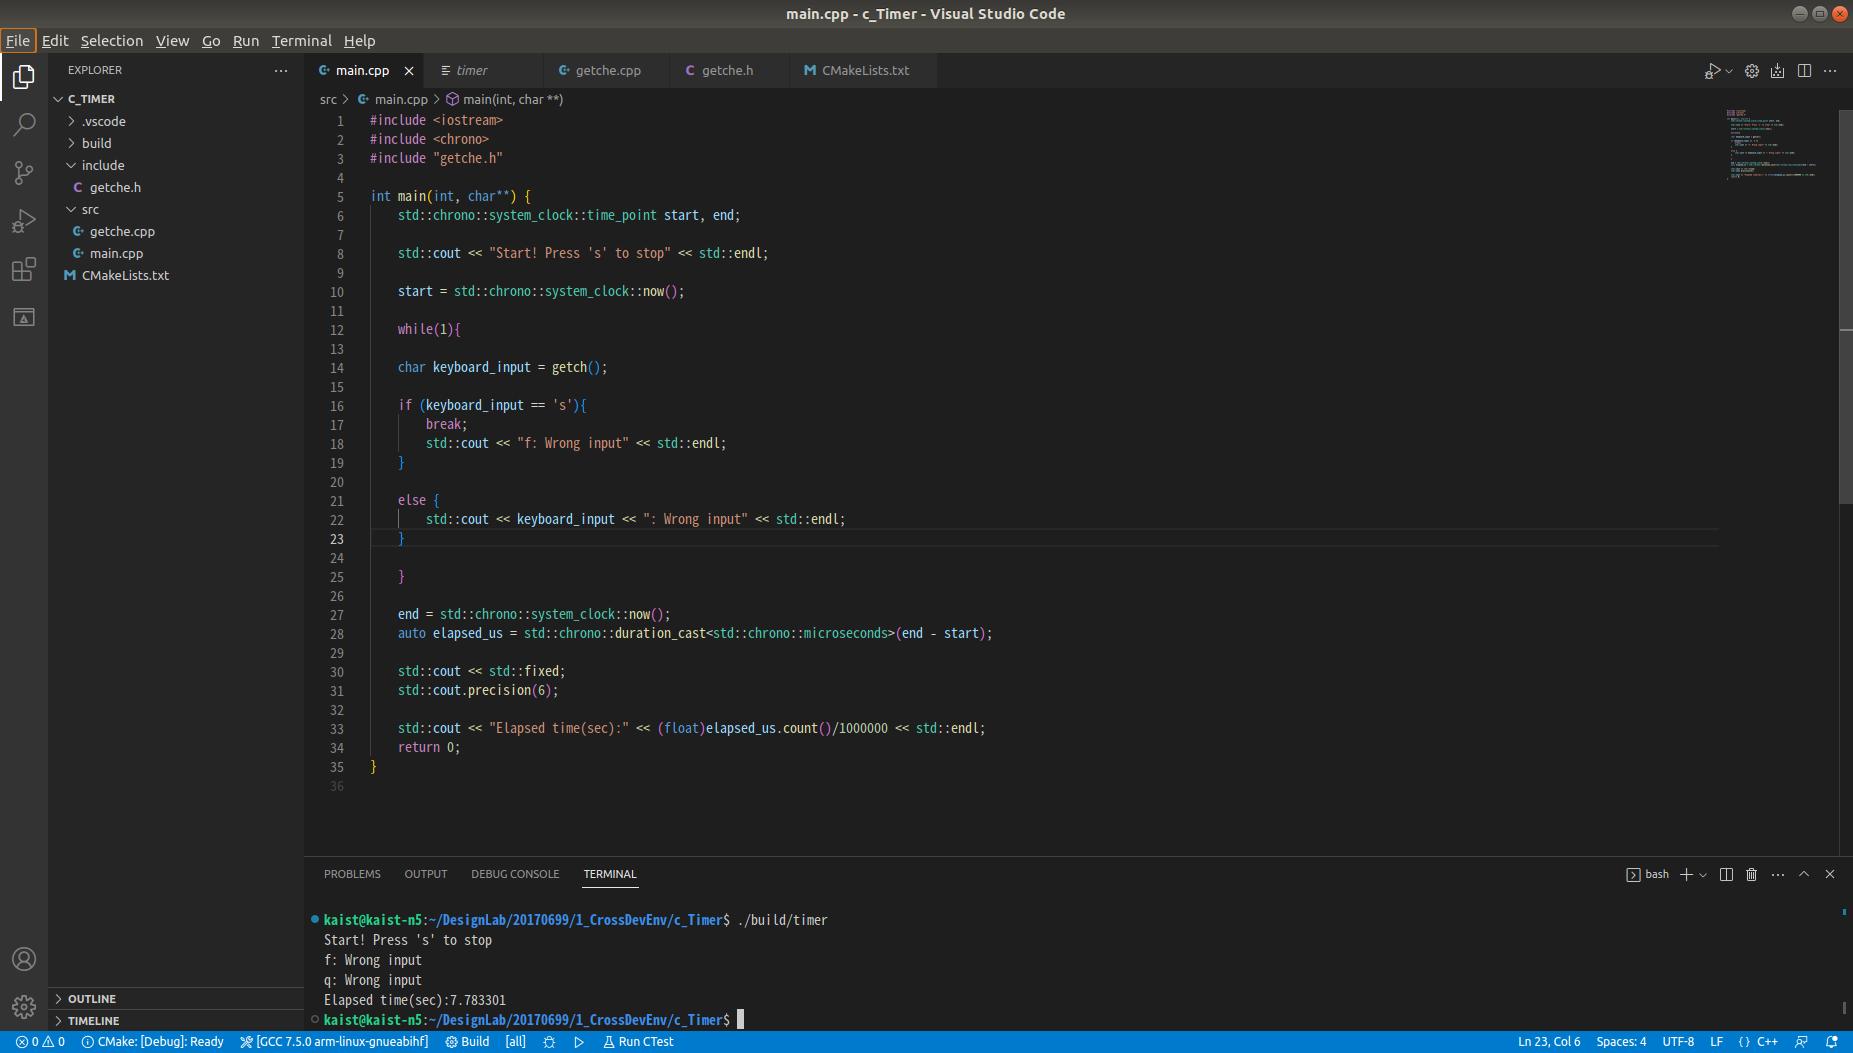 main.cpp - c_Timer - Visual Studio Code
File Edit Selection View Go Run Terminal Help
EXPLORER
C_TIMER
.vscode
build
include
getche.h
src
getche.cpp
main.cpp
CMakeLists.txt
OUTLINE
TIMELINE
main.cpp timer getche.cpp getche.h CMakeLists.txt
src main.cpp main(int, char **)
1 #include <iostream>
2 #include <chrono>
3 #include "getche.h"
4
5 int main(int, char**) {
6 std::chrono::system_clock::time_point start, end;
7
8 std::cout << "Start! Press 's' to stop" << std::endl;
9
10 start = std::chrono::system_clock::now();
11
12 while(1){
13
14 char keyboard_input = getch();
15
16 if (keyboard_input == 's'){
17 break;
18 std::cout << "f: Wrong input" << std::endl;
19 }
20
21 else {
22 std::cout << keyboard_input << ": Wrong input" << std::endl;
23 }
24
25 }
26
27 end = std::chrono::system_clock::now();
28 auto elapsed_us = std::chrono::duration_cast<std::chrono::microseconds>(end - start);
29
30 std::cout << std::fixed;
31 std::cout.precision(6);
32
33 std::cout << "Elapsed time(sec):" << (float)elapsed_us.count()/1000000 << std::endl;
34 return 0;
35 }
36
PROBLEMS OUTPUT DEBUG CONSOLE TERMINAL bash
kaist@kaist-n5:~/DesignLab/20170699/1_CrossDevEnv/c_Timer$ ./build/timer
Start! Press 's' to stop
f: Wrong input
q: Wrong input
Elapsed time(sec):7.783301
kaist@kaist-n5:~/DesignLab/20170699/1_CrossDevEnv/c_Timer$
0 0 CMake: [Debug]: Ready [GCC 7.5.0 arm-linux-gnueabihf] Build [all] Run CTest Ln 23, Col 6 Spaces: 4 UTF-8 LF {} C++